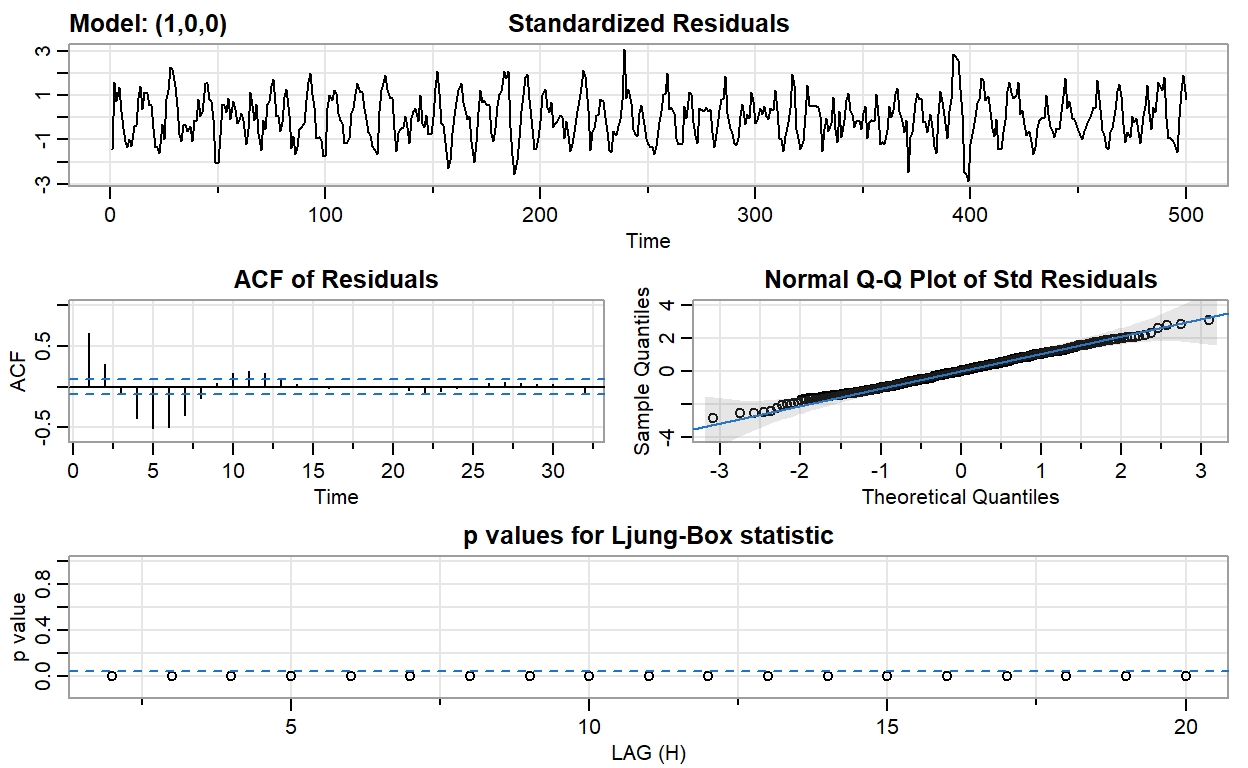 Model: (1,0,0) Standardized Residuals
3
1
-1
-3
0 100 200 300 400 500
Time
ACF of Residuals
ACF
0.5
-0.5
0 5 10 15 20 25 30
Time
Normal Q-Q Plot of Std Residuals
Sample Quantiles
4
2
0
-4
-3 -2 -1 0 1 2 3
Theoretical Quantiles
p values for Ljung-Box statistic
p value
0.8
0.4
0.0
5 10 15 20
LAG (H)